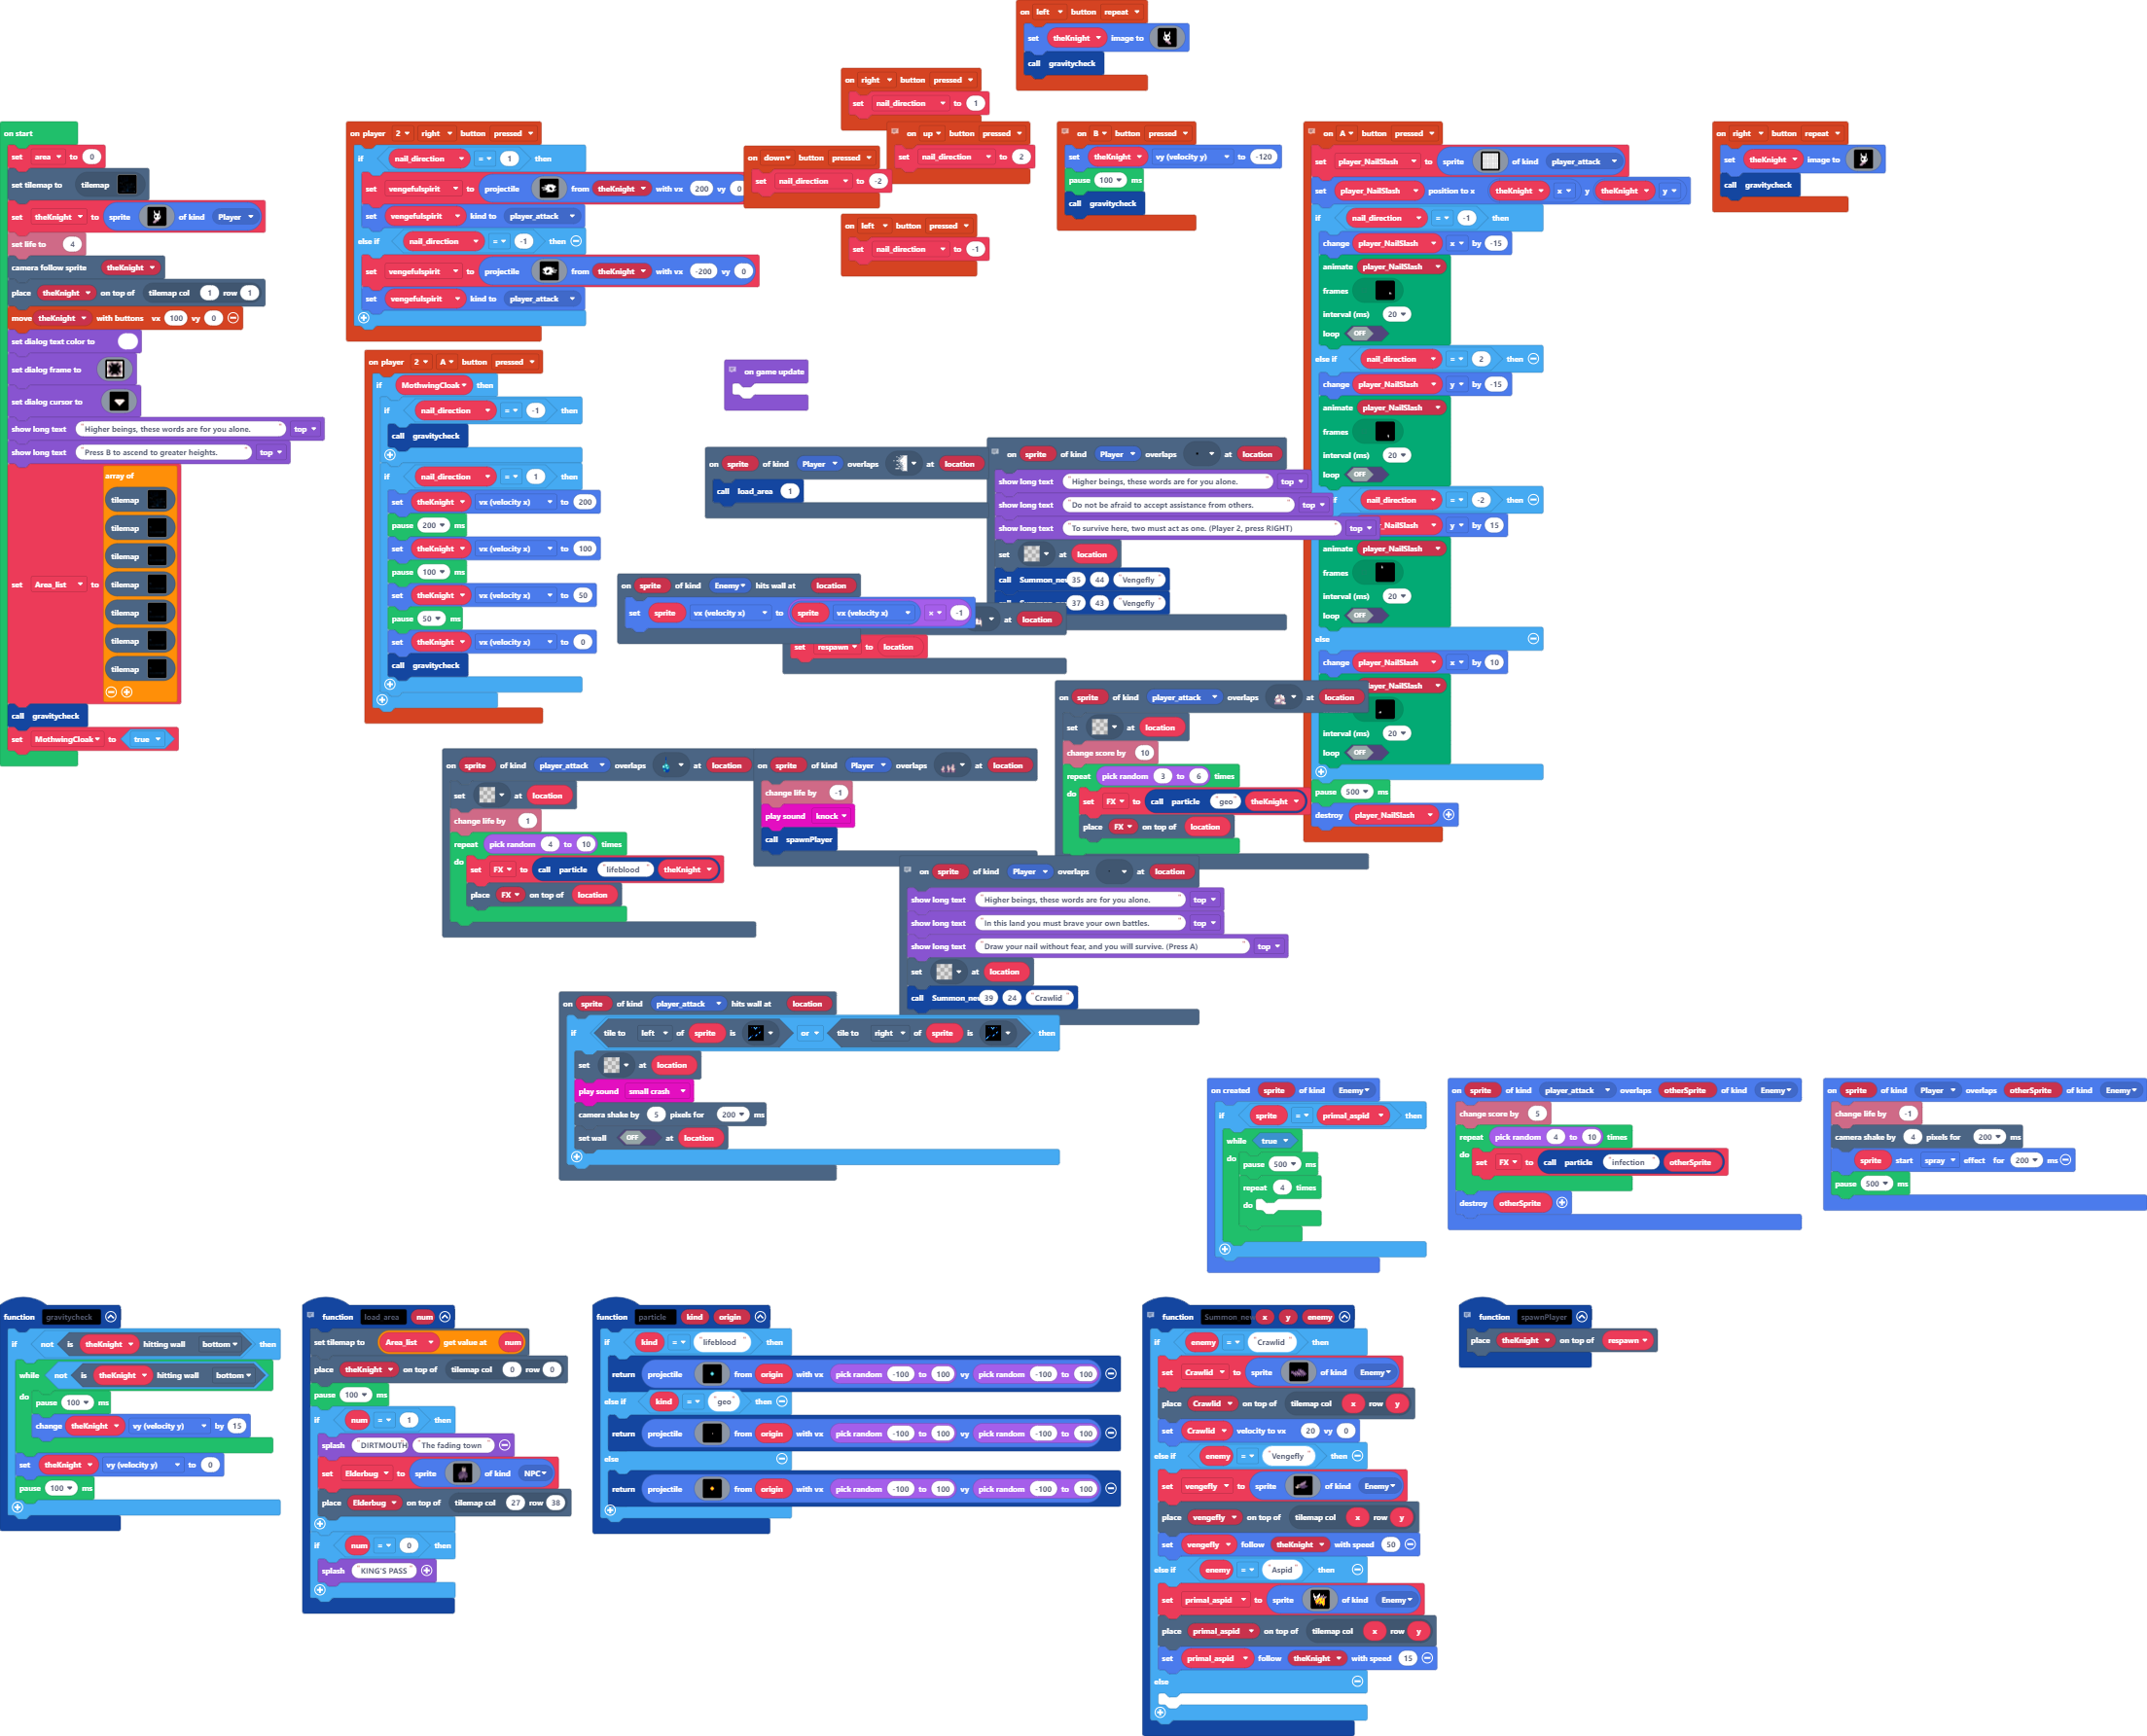 on left button repeat
set theKnight image to
call gravitycheck
on right button pressed
set nail_direction to 1
on up button pressed
set nail_direction to 2
on down button pressed
set nail_direction to -2
on left button pressed
set nail_direction to -1
on B button pressed
set theKnight vy (velocity y) to -120
pause 100 ms
call gravitycheck
on right button repeat
set theKnight image to
call gravitycheck
on start
set area to 0
set tilemap to tilemap
set theKnight to sprite of kind Player
set life to 4
camera follow sprite theKnight
place theKnight on top of tilemap col 1 row 1
move theKnight with buttons vx 100 vy 0
set dialog text color to
set dialog frame to
set dialog cursor to
show long text "Higher beings, these words are for you alone." top
show long text "Press B to ascend to greater heights." top
array of
tilemap
tilemap
tilemap
set Area_list to tilemap
tilemap
tilemap
tilemap
call gravitycheck
set MothwingCloak to true
on player 2 right button pressed
if nail_direction = 1 then
set vengefulspirit to projectile from theKnight with vx 200 vy 0
set vengefulspirit kind to player_attack
else if nail_direction = -1 then
set vengefulspirit to projectile from theKnight with vx -200 vy 0
set vengefulspirit kind to player_attack
on player 2 A button pressed
if MothwingCloak then
if nail_direction = -1 then
call gravitycheck
if nail_direction = 1 then
set theKnight vx (velocity x) to 200
pause 200 ms
set theKnight vx (velocity x) to 100
pause 100 ms
set theKnight vx (velocity x) to 50
pause 50 ms
set theKnight vx (velocity x) to 0
call gravitycheck
on game update
on A button pressed
set player_NailSlash to sprite of kind player_attack
set player_NailSlash position to x theKnight x y theKnight y
if nail_direction = -1 then
change player_NailSlash x by -15
animate player_NailSlash
frames
interval (ms) 20
loop OFF
else if nail_direction = 2 then
change player_NailSlash y by -15
animate player_NailSlash
frames
interval (ms) 20
loop OFF
nail_direction = -2 then
NailSlash y by 15
animate player_NailSlash
frames
interval (ms) 20
loop OFF
else
change player_NailSlash x by 10
NailSlash
interval (ms) 20
loop OFF
pause 500 ms
destroy player_NailSlash
on sprite of kind Player overlaps at location
call load_area 1
on sprite of kind Player overlaps at location
show long text "Higher beings, these words are for you alone." top
show long text "Do not be afraid to accept assistance from others." top
show long text "To survive here, two must act as one. (Player 2, press RIGHT)" top
set at location
call Summon_new 35 44 "Vengefly"
37 43 "Vengefly"
on sprite of kind Enemy hits wall at location
set sprite vx (velocity x) to sprite vx (velocity x) × -1
at location
set respawn to location
on sprite of kind player_attack overlaps at location
set at location
change score by 10
repeat pick random 3 to 6 times
do set FX to call particle "geo" theKnight
place FX on top of location
on sprite of kind player_attack overlaps at location
set at location
change life by 1
repeat pick random 4 to 10 times
do set FX to call particle "lifeblood" theKnight
place FX on top of location
on sprite of kind Player overlaps at location
change life by -1
play sound knock
call spawnPlayer
on sprite of kind Player overlaps at location
show long text "Higher beings, these words are for you alone." top
show long text "In this land you must brave your own battles." top
show long text "Draw your nail without fear, and you will survive. (Press A)" top
set at location
call Summon_new 39 24 "Crawlid"
on sprite of kind player_attack hits wall at location
if tile to left of sprite is or tile to right of sprite is then
set at location
play sound small crash
camera shake by 5 pixels for 200 ms
set wall OFF at location
on created sprite of kind Enemy
if sprite = primal_aspid then
while true
do pause 500 ms
repeat 4 times
do
on sprite of kind player_attack overlaps otherSprite of kind Enemy
change score by 5
repeat pick random 4 to 10 times
do set FX to call particle "infection" otherSprite
destroy otherSprite
on sprite of kind Player overlaps otherSprite of kind Enemy
change life by -1
camera shake by 4 pixels for 200 ms
sprite start spray effect for 200 ms
pause 500 ms
function gravitycheck
if not is theKnight hitting wall bottom then
while not is theKnight hitting wall bottom
do pause 100 ms
change theKnight vy (velocity y) by 15
set theKnight vy (velocity y) to 0
pause 100 ms
function load_area num
set tilemap to Area_list get value at num
place theKnight on top of tilemap col 0 row 0
pause 100 ms
if num = 1 then
splash "DIRTMOUTH "The fading town"
set Elderbug to sprite of kind NPC
place Elderbug on top of tilemap col 27 row 38
if num = 0 then
splash "KING'S PASS"
function particle kind origin
if kind = "lifeblood" then
return projectile from origin with vx pick random -100 to 100 vy pick random -100 to 100
else if kind = "geo" then
return projectile from origin with vx pick random -100 to 100 vy pick random -100 to 100
else
return projectile from origin with vx pick random -100 to 100 vy pick random -100 to 100
function Summon_new x y enemy
if enemy = "Crawlid" then
set Crawlid to sprite of kind Enemy
place Crawlid on top of tilemap col x row y
set Crawlid velocity to vx 20 vy 0
else if enemy = "Vengefly" then
set vengefly to sprite of kind Enemy
place vengefly on top of tilemap col x row y
set vengefly follow theKnight with speed 50
else if enemy = "Aspid" then
set primal_aspid to sprite of kind Enemy
place primal_aspid on top of tilemap col x row y
set primal_aspid follow theKnight with speed 15
else
function spawnPlayer
place theKnight on top of respawn